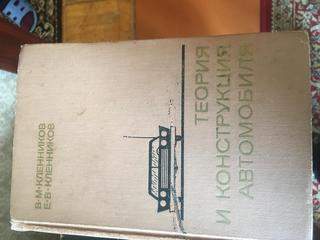 В·М·КЛЕННИКОВ
Е·В·КЛЕННИКОВ
ТЕОРИЯ
И КОНСТРУКЦИЯ
АВТОМОБИЛЯ